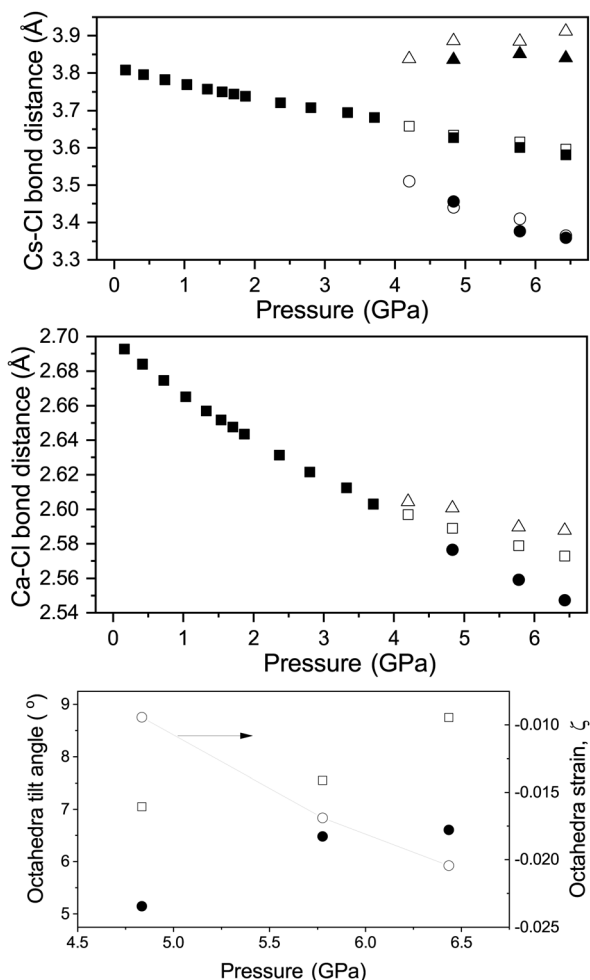 Cs-Cl bond distance (Å)
3.9
3.8
3.7
3.6
3.5
3.4
3.3
0 1 2 3 4 5 6
Pressure (GPa)
Ca-Cl bond distance (Å)
2.70
2.68
2.66
2.64
2.62
2.60
2.58
2.56
2.54
0 1 2 3 4 5 6
Pressure (GPa)
Octahedra tilt angle ( º)
9
8
7
6
5
4.5 5.0 5.5 6.0 6.5
Pressure (GPa)
-0.010
-0.015
-0.020
-0.025
Octahedra strain, ζ